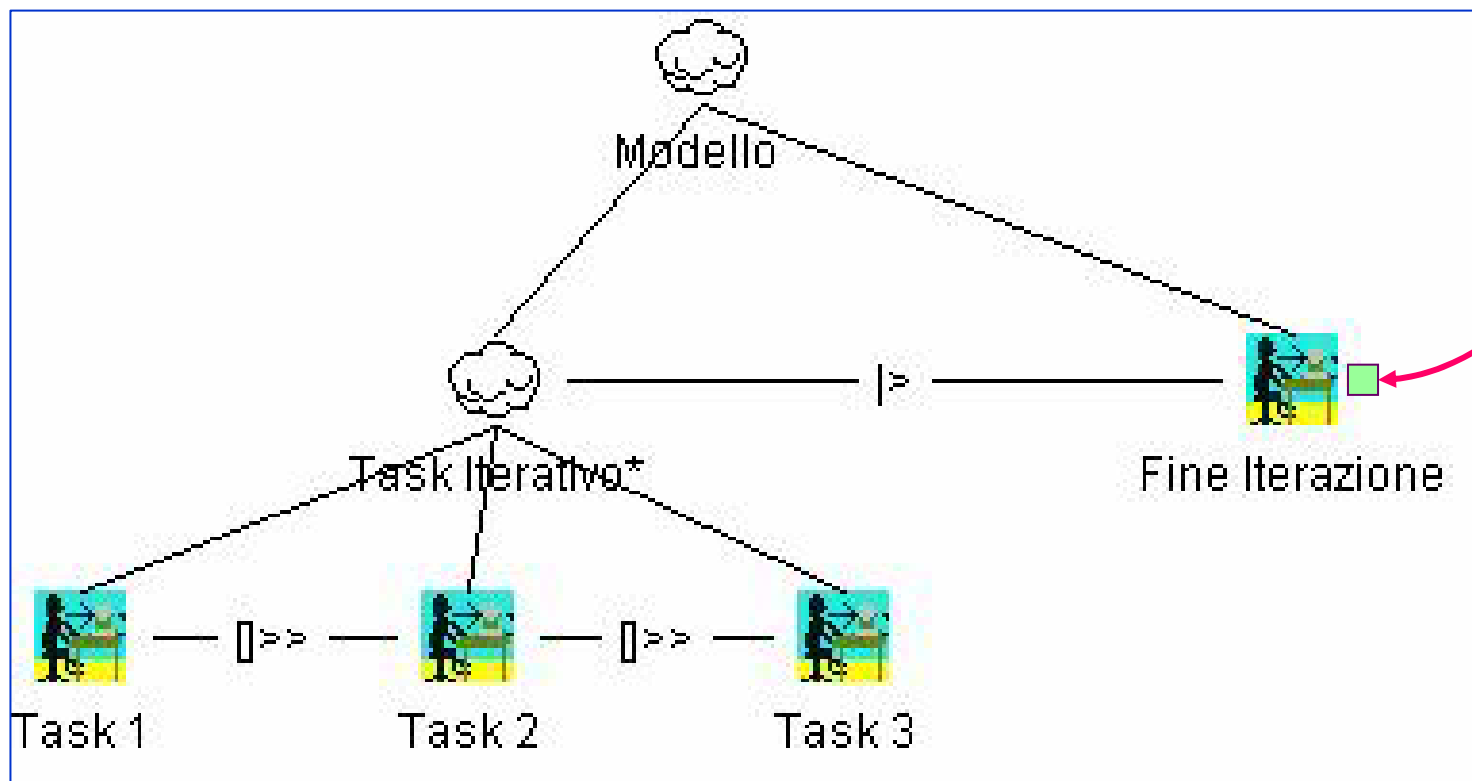 Modello
|>
Task Iterativo*
Fine Iterazione
[]>> []>>
Task 1 Task 2 Task 3